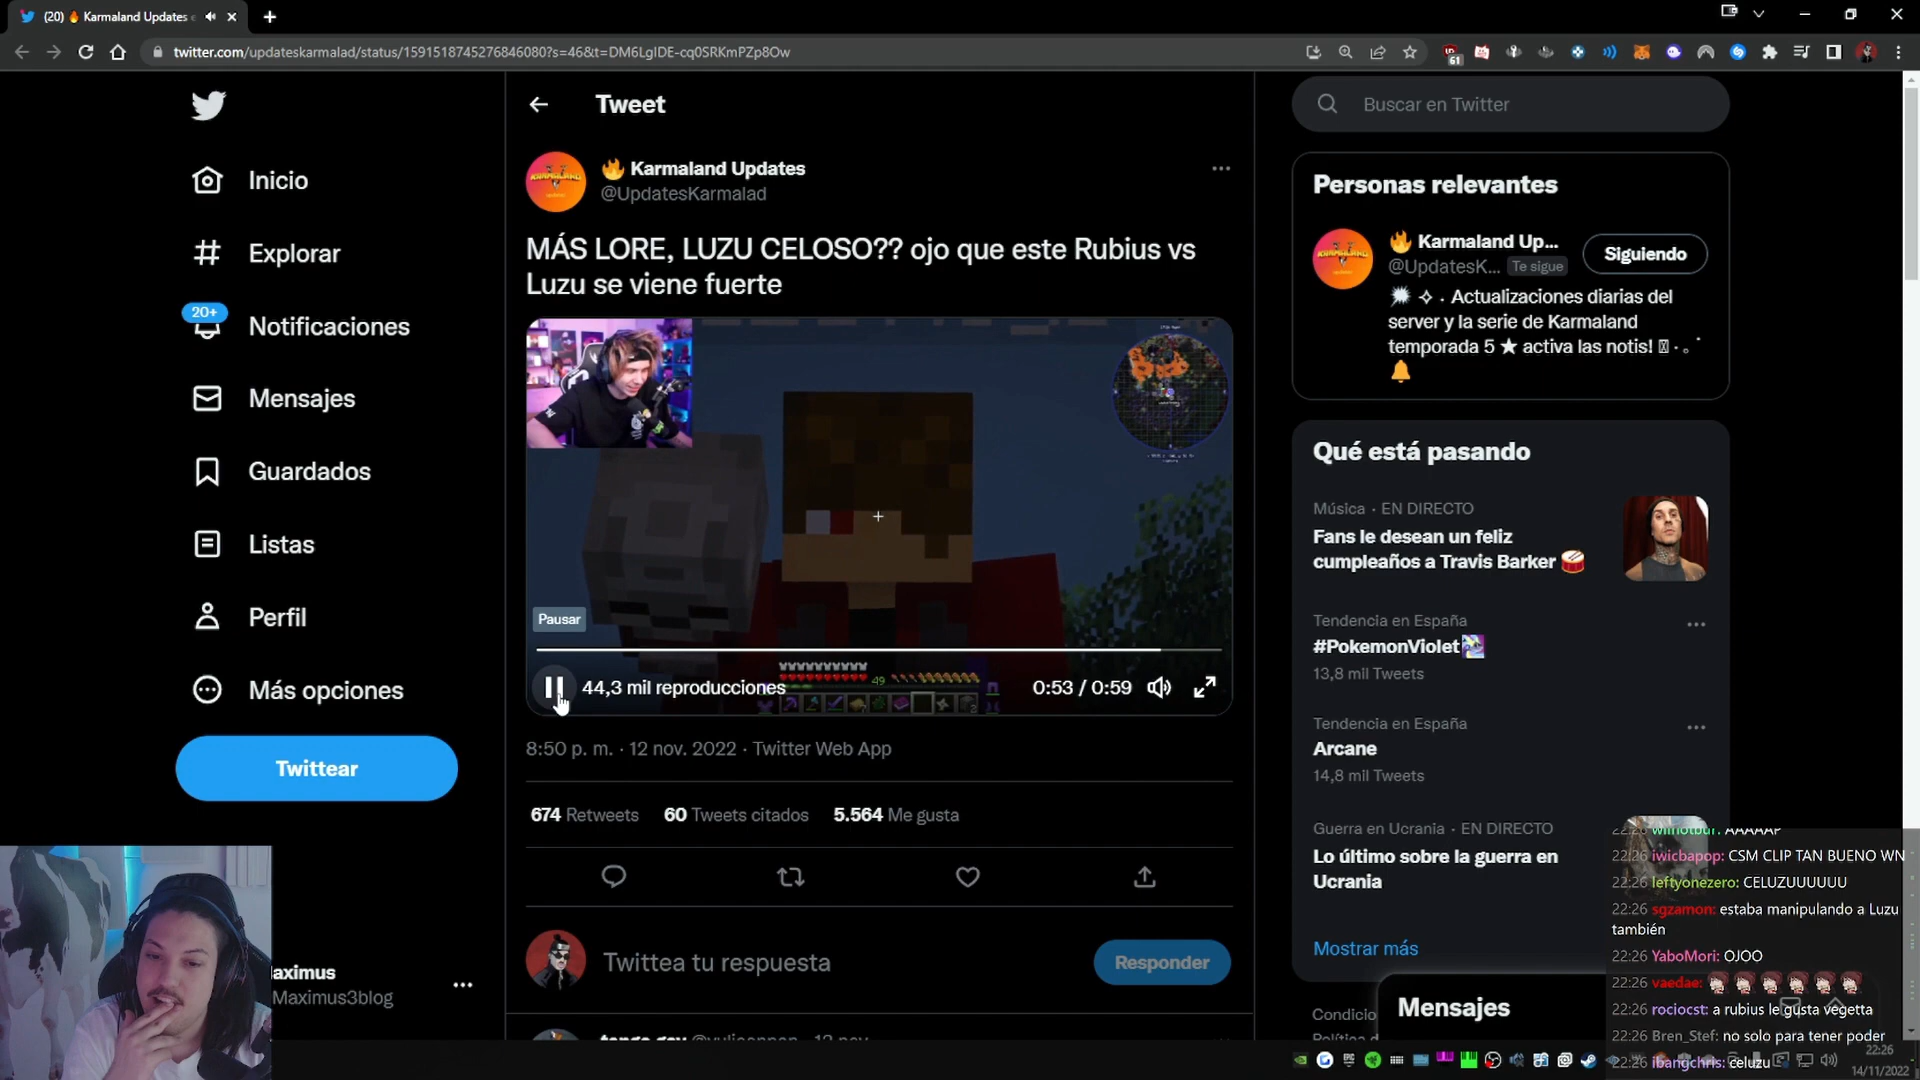 (20) 🔥 Karmaland Updates
twitter.com/updateskarmalad/status/1591518745276846080?s=46&t=DM6LgIDE-cq0SRKmPZp8Ow
61
Inicio
Explorar
20+
Notificaciones
Mensajes
Guardados
Listas
Perfil
Más opciones
Twittear
aximus
Maximus3blog
Tweet
🔥 Karmaland Updates
@UpdatesKarmalad
MÁS LORE, LUZU CELOSO?? ojo que este Rubius vs
Luzu se viene fuerte
KARMALAND
Pausar
49
44,3 mil reproducciones
0:53 / 0:59
8:50 p. m. · 12 nov. 2022 · Twitter Web App
674 Retweets 60 Tweets citados 5.564 Me gusta
Twittea tu respuesta
Responder
Buscar en Twitter
Personas relevantes
🔥 Karmaland Up...
@UpdatesK... Te sigue
Siguiendo
✧ . Actualizaciones diarias del
server y la serie de Karmaland
temporada 5 ★ activa las notis!
🔔
Qué está pasando
Música · EN DIRECTO
Fans le desean un feliz
cumpleaños a Travis Barker 🥁
Tendencia en España
#PokemonViolet
13,8 mil Tweets
Tendencia en España
Arcane
14,8 mil Tweets
Guerra en Ucrania · EN DIRECTO
Lo último sobre la guerra en
Ucrania
Mostrar más
Condicio
Mensajes
22:26 iwicbapop: CSM CLIP TAN BUENO WN
22:26 leftyonezero: CELUZUUUUUU
22:26 sgzamon: estaba manipulando a Luzu
también
22:26 YaboMori: OJOO
22:26 vaedae:
22:26 rociocst: a rubius le gusta vegetta
22:26 Bren_Stef: no solo para tener poder
22:26 ibangchris: celuzu
22:26
14/11/2022